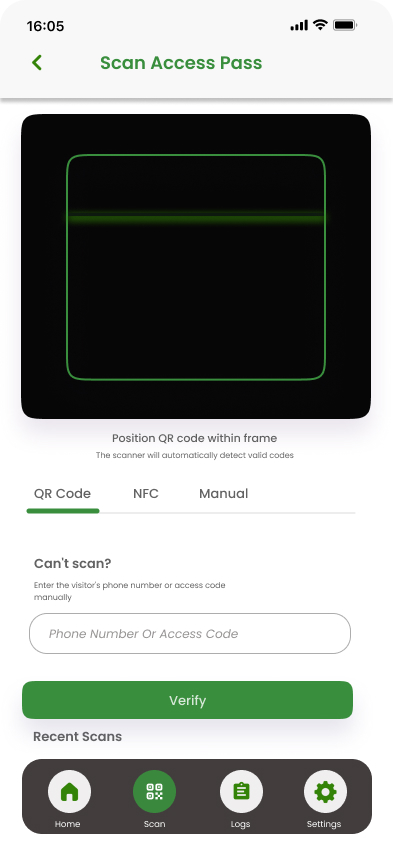 16:05
Scan Access Pass
Position QR code within frame
The scanner will automatically detect valid codes
QR Code NFC Manual
Can't scan?
Enter the visitor's phone number or access code
manually
Phone Number Or Access Code
Verify
Recent Scans
Home Scan Logs Settings